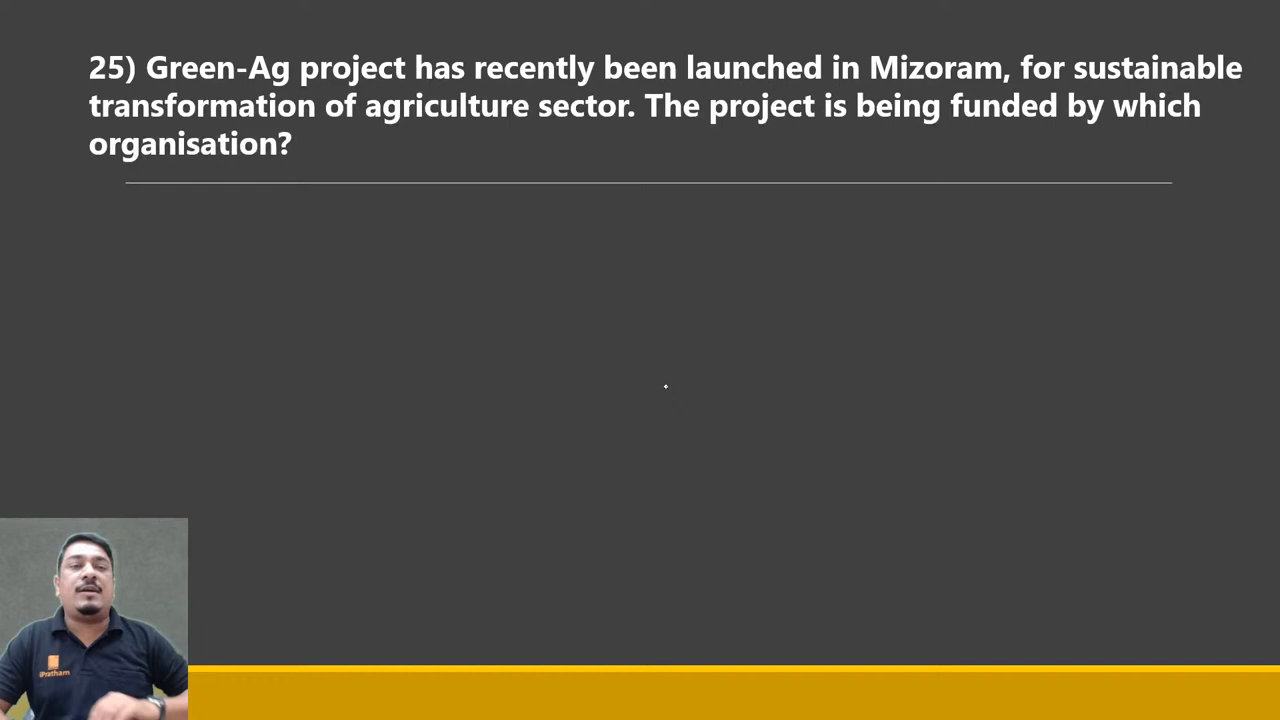 25) Green-Ag project has recently been launched in Mizoram, for sustainable
transformation of agriculture sector. The project is being funded by which
organisation?
iPratham